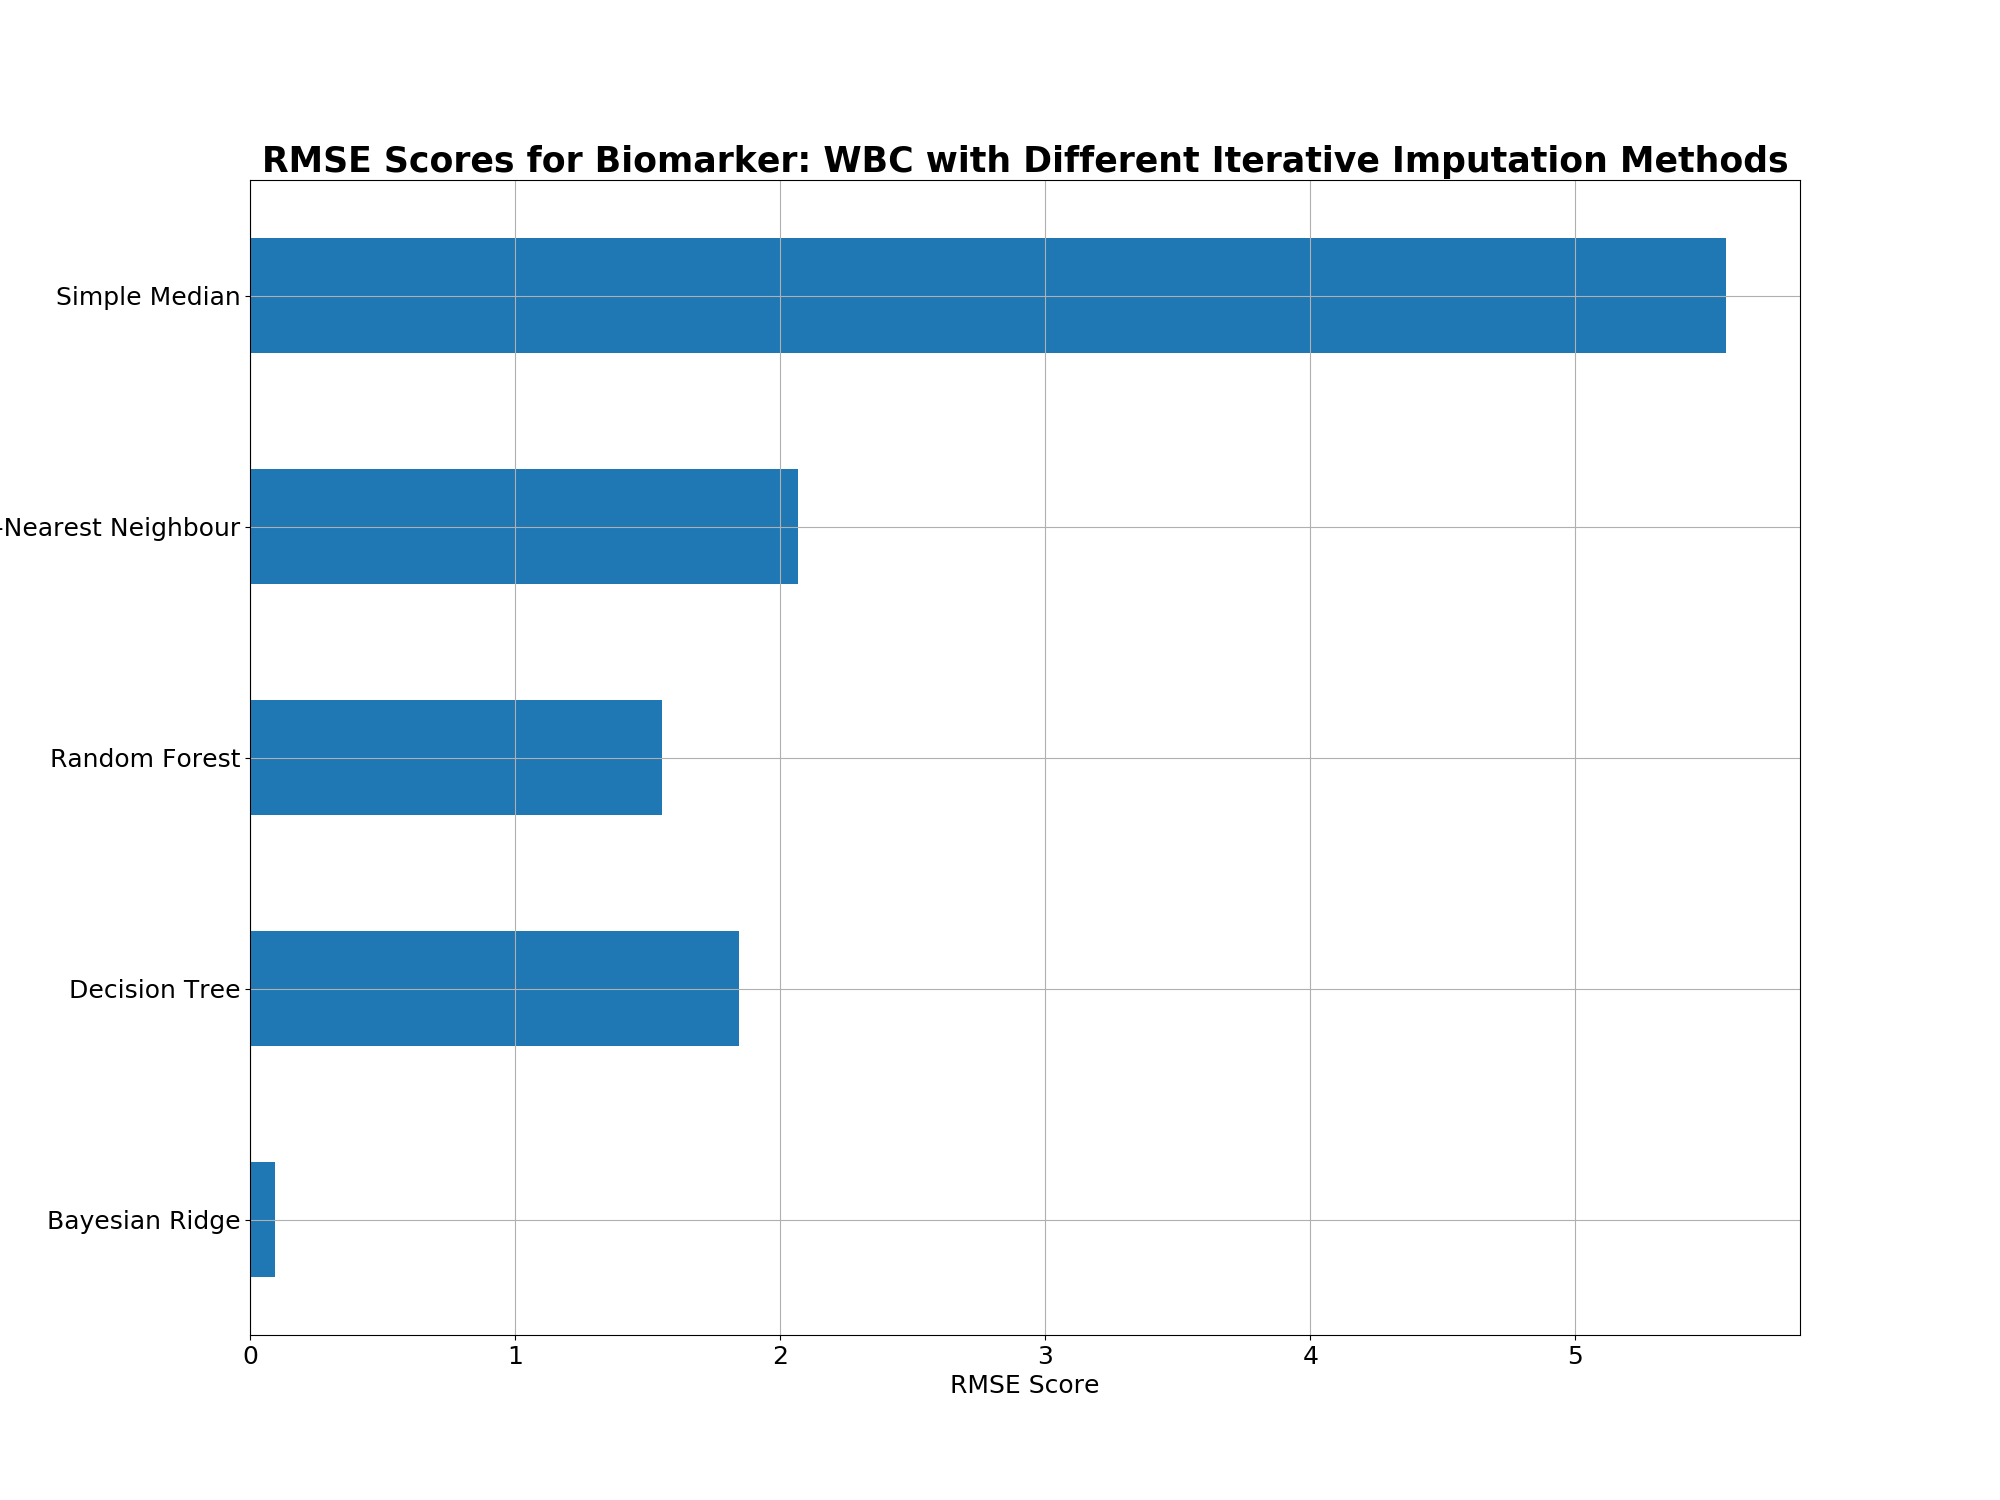 RMSE Scores for Biomarker: WBC with Different Iterative Imputation Methods
Simple Median
-Nearest Neighbour
Random Forest
Decision Tree
Bayesian Ridge
0 1 2 3 4 5
RMSE Score